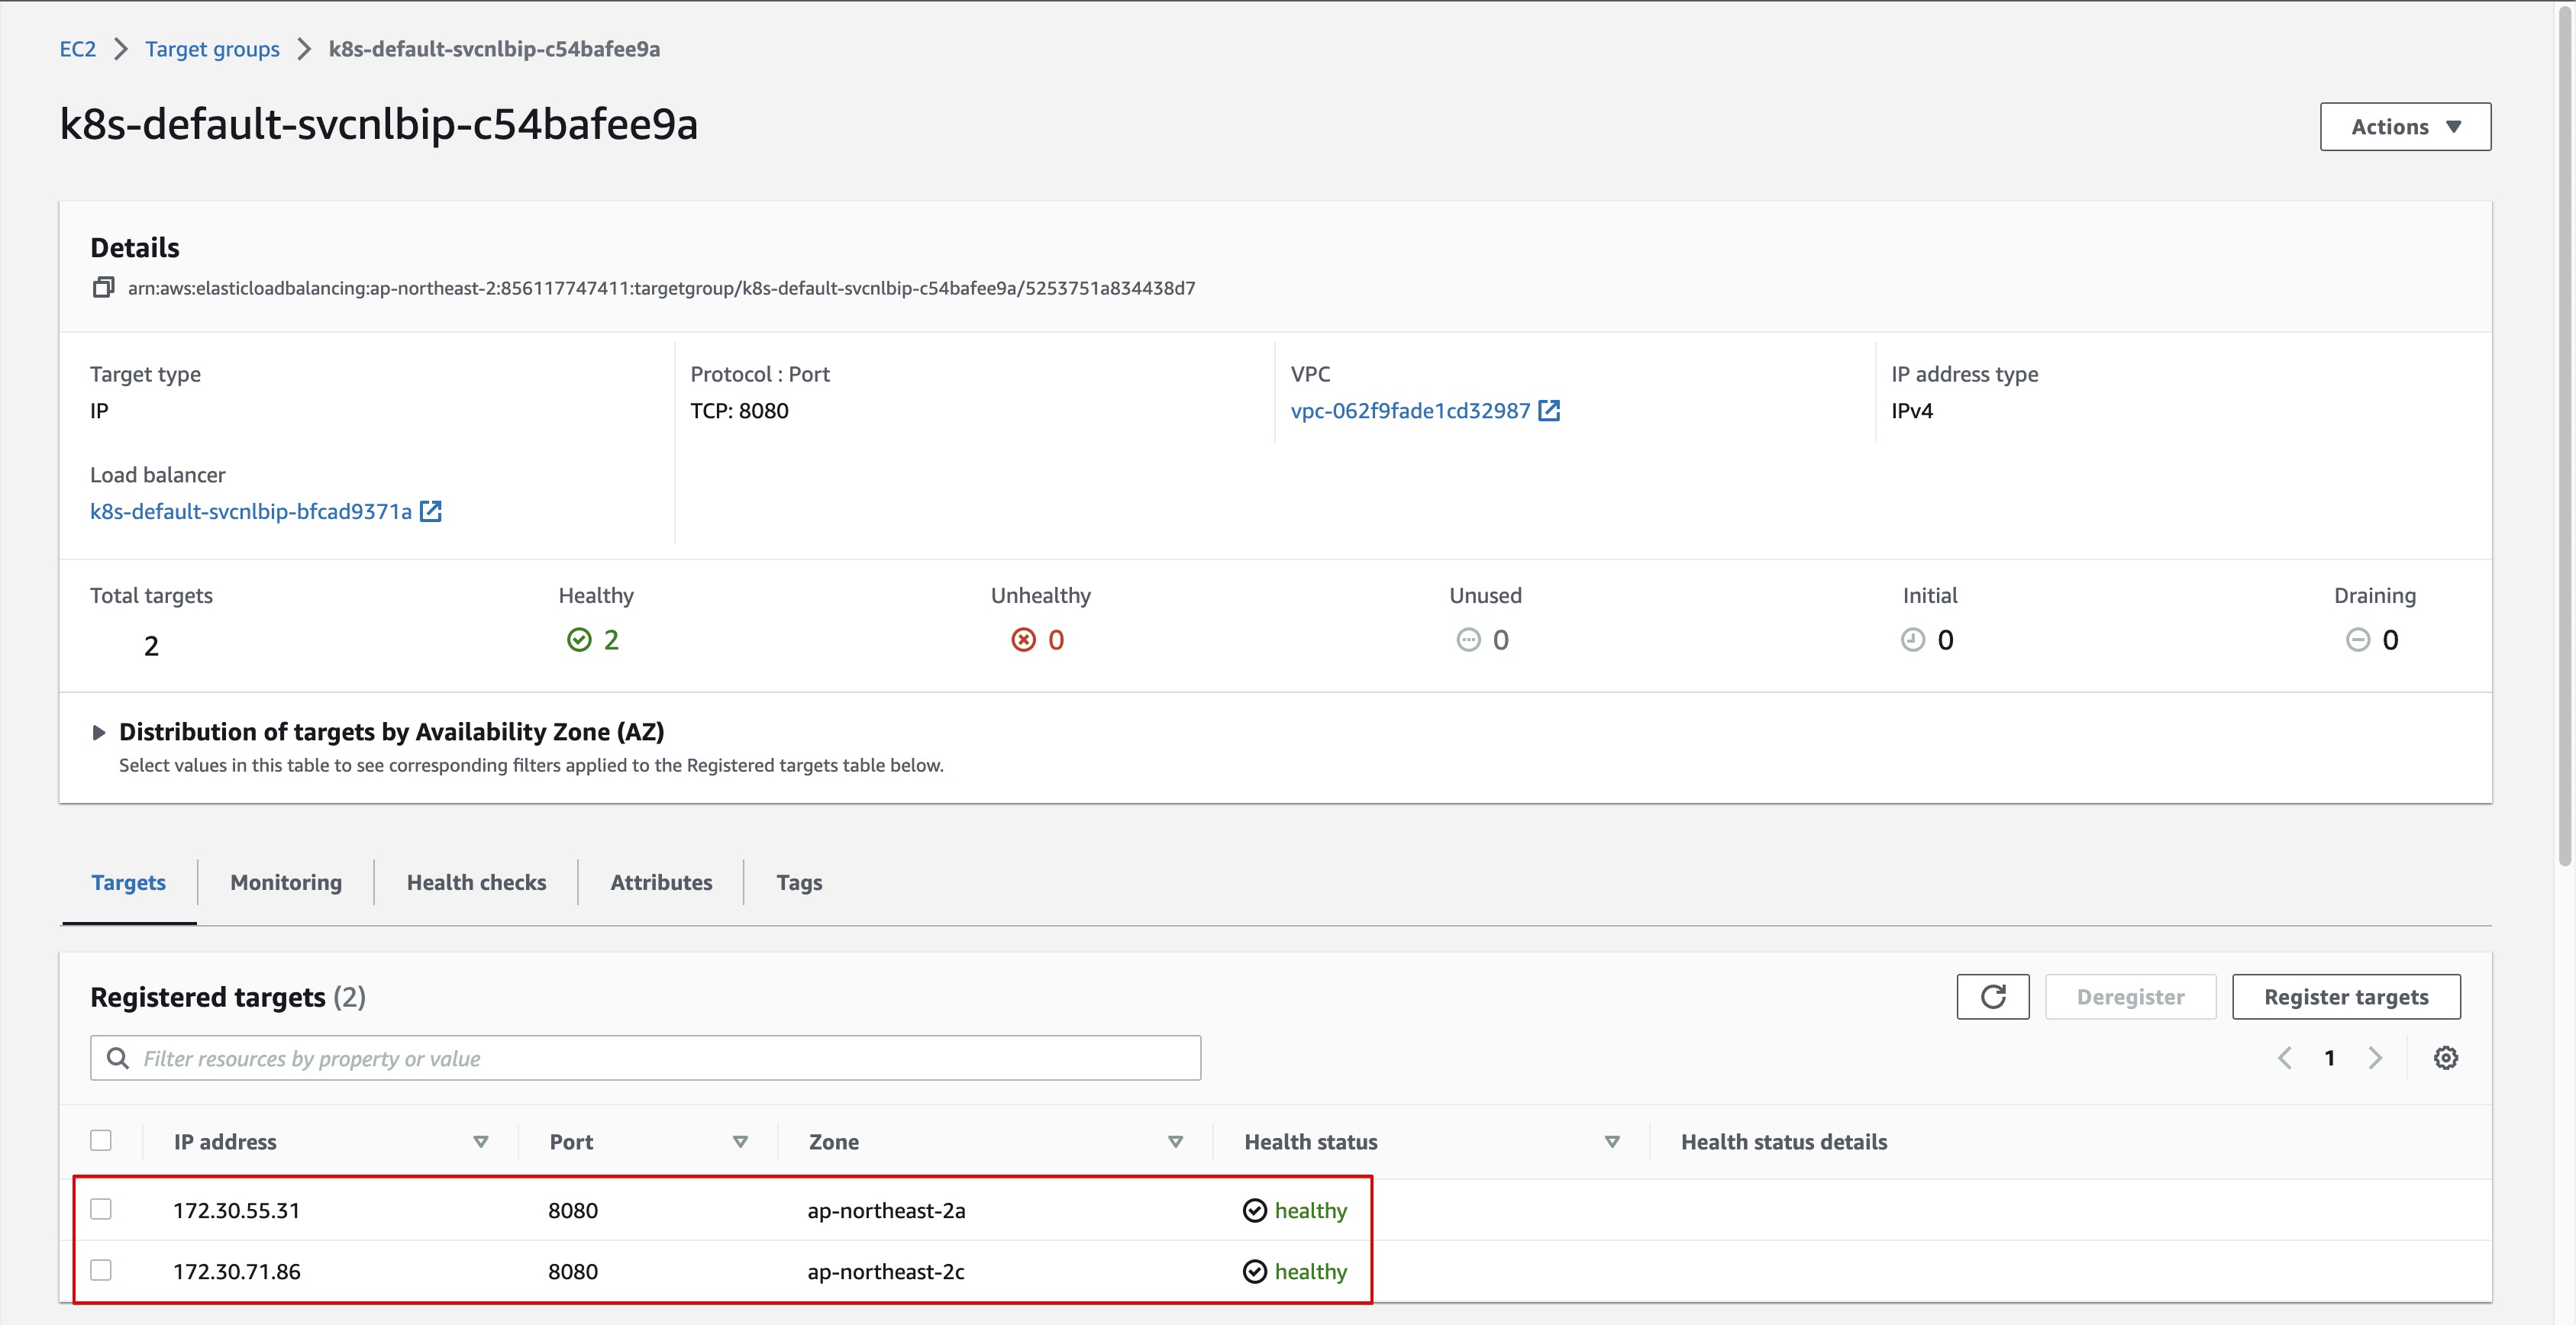 EC2 > Target groups > k8s-default-svcnlbip-c54bafee9a
k8s-default-svcnlbip-c54bafee9a
Actions
Details
arn:aws:elasticloadbalancing:ap-northeast-2:856117747411:targetgroup/k8s-default-svcnlbip-c54bafee9a/5253751a834438d7
Target type Protocol : Port VPC IP address type
IP TCP: 8080 vpc-062f9fade1cd32987 IPv4
Load balancer
k8s-default-svcnlbip-bfcad9371a
Total targets Healthy Unhealthy Unused Initial Draining
2 2 0 0 0 0
Distribution of targets by Availability Zone (AZ)
Select values in this table to see corresponding filters applied to the Registered targets table below.
Targets Monitoring Health checks Attributes Tags
Registered targets (2) Deregister Register targets
Filter resources by property or value 1
IP address Port Zone Health status Health status details
172.30.55.31 8080 ap-northeast-2a healthy
172.30.71.86 8080 ap-northeast-2c healthy